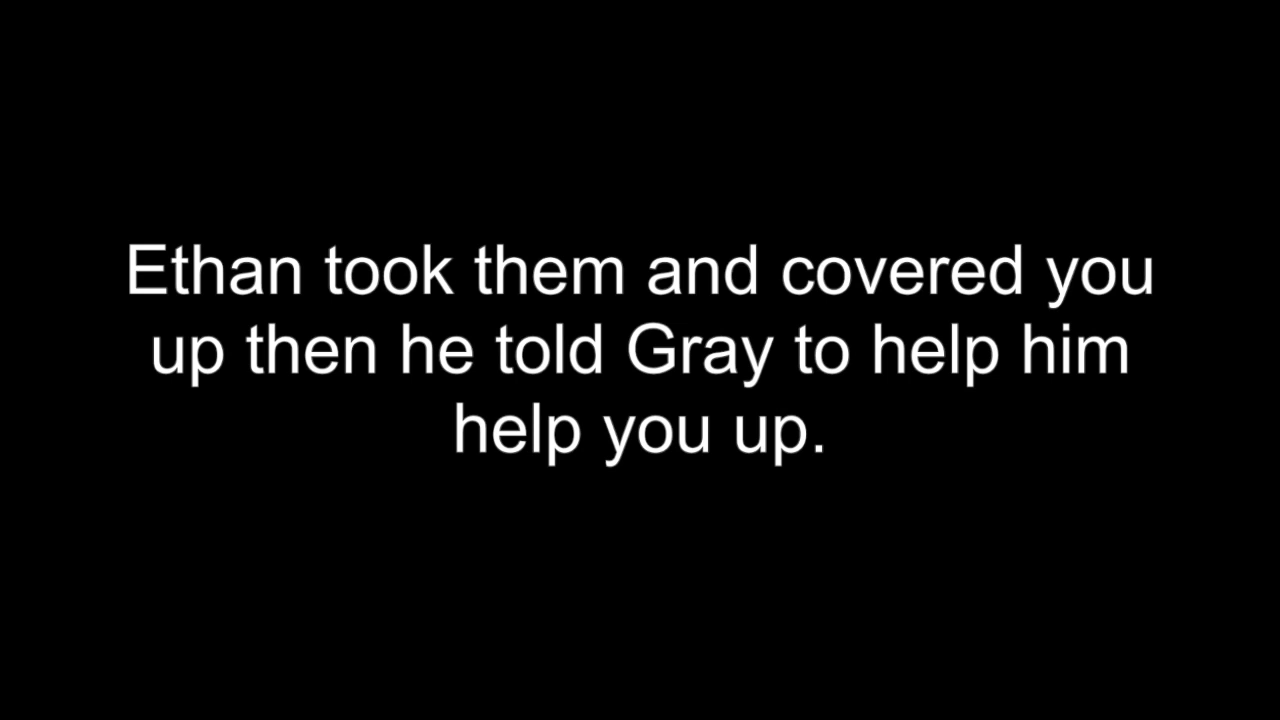 Ethan took them and covered you
up then he told Gray to help him
help you up.